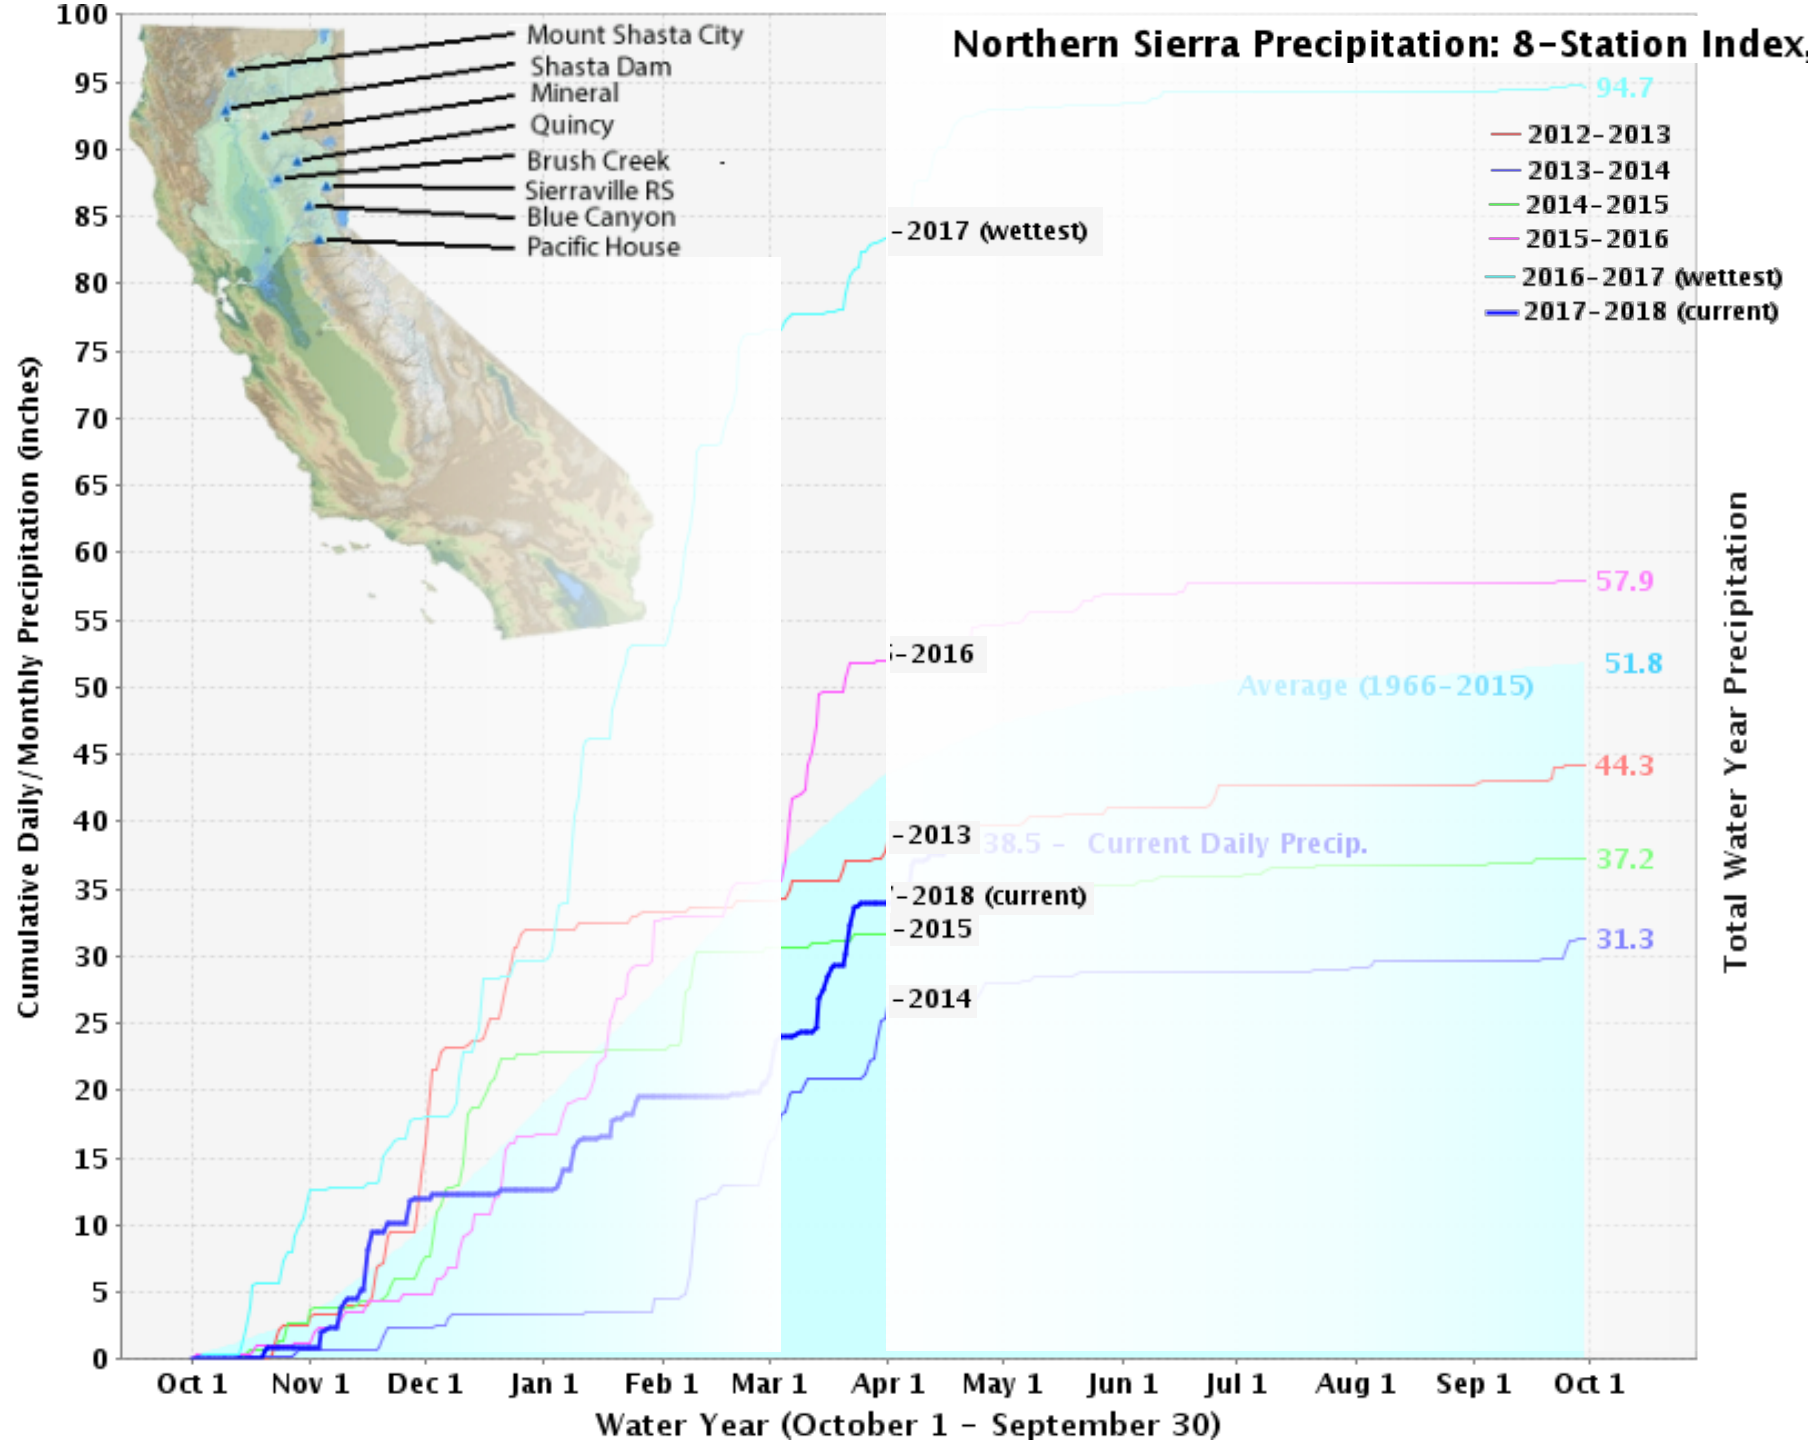 Northern Sierra Precipitation: 8-Station Index,
Mount Shasta City
Shasta Dam
Mineral
Quincy
Brush Creek
Sierraville RS
Blue Canyon
Pacific House
2012-2013
2013-2014
2014-2015
2015-2016
2016-2017 (wettest)
2017-2018 (current)
94.7
57.9
51.8
44.3
37.2
31.3
-2017 (wettest)
-2016
-2013
-2018 (current)
-2015
-2014
Average (1966-2015)
38.5 - Current Daily Precip.
Cumulative Daily/Monthly Precipitation (inches)
Total Water Year Precipitation
100
95
90
85
80
75
70
65
60
55
50
45
40
35
30
25
20
15
10
5
0
Oct 1 Nov 1 Dec 1 Jan 1 Feb 1 Mar 1 Apr 1 May 1 Jun 1 Jul 1 Aug 1 Sep 1 Oct 1
Water Year (October 1 - September 30)